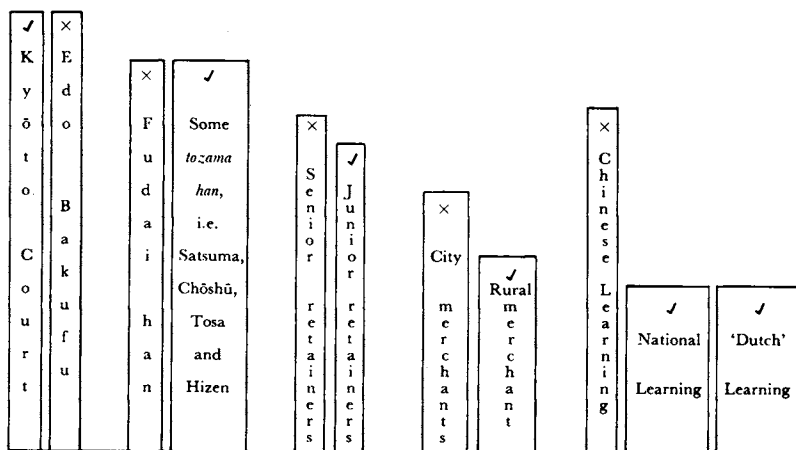 ✓
Kyōto Court
×
Edo Bakufu
×
Fudai han
✓
Some
tozama
han,
i.e.
Satsuma,
Chōshū,
Tosa
and
Hizen
×
Senior retainers
✓
Junior retainers
×
City
merchants
✓
Rural
merchant
×
Chinese Learning
✓
National
Learning
✓
'Dutch'
Learning